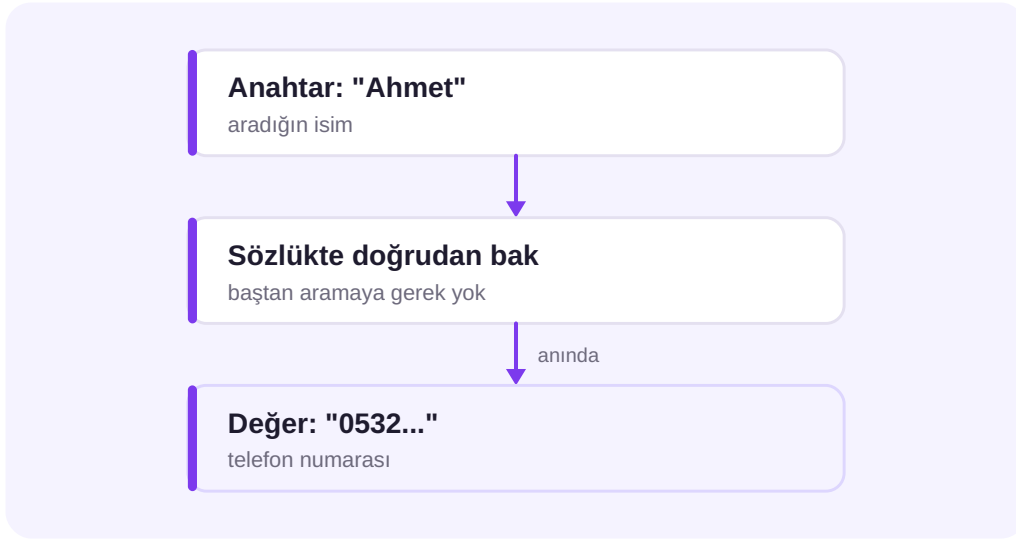 Anahtar: "Ahmet"
aradığın isim
Sözlükte doğrudan bak
baştan aramaya gerek yok
anında
Değer: "0532..."
telefon numarası